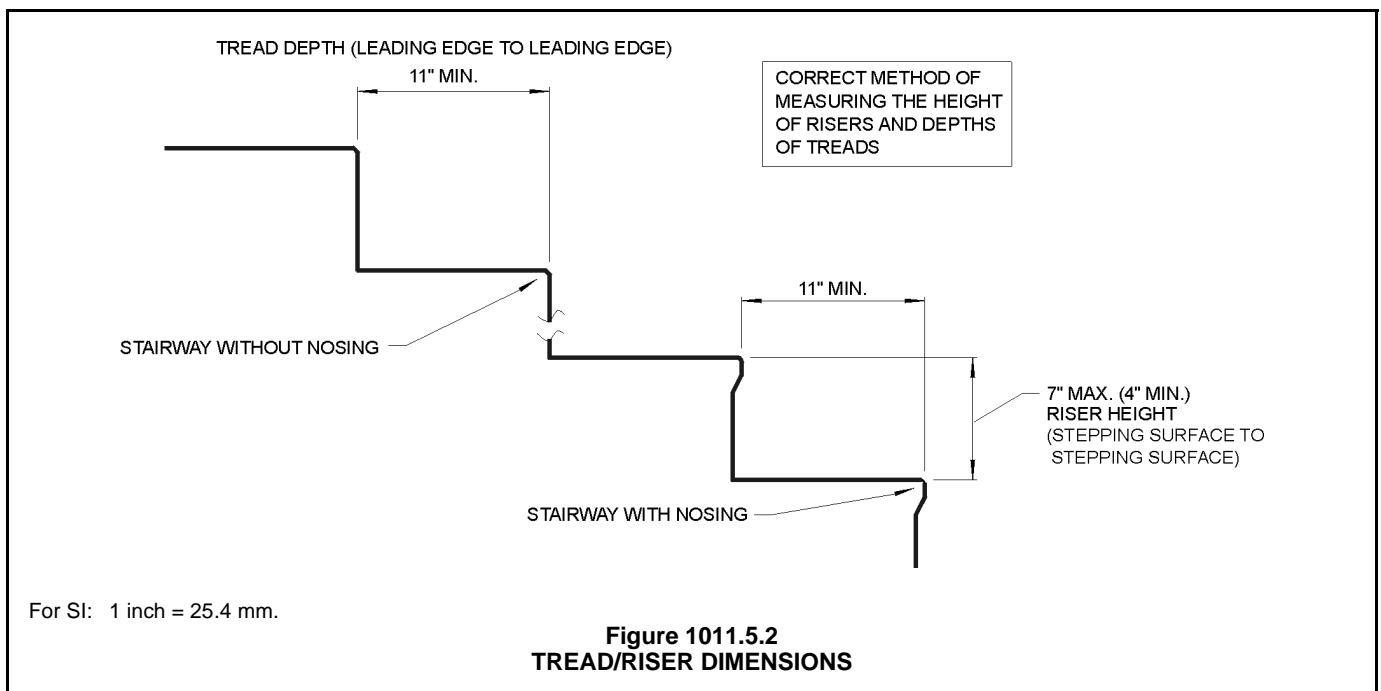 TREAD DEPTH (LEADING EDGE TO LEADING EDGE)
11" MIN.
CORRECT METHOD OF
MEASURING THE HEIGHT
OF RISERS AND DEPTHS
OF TREADS
STAIRWAY WITHOUT NOSING
11" MIN.
7" MAX. (4" MIN.)
RISER HEIGHT
(STEPPING SURFACE TO
STEPPING SURFACE)
STAIRWAY WITH NOSING
For SI: 1 inch = 25.4 mm.
Figure 1011.5.2
TREAD/RISER DIMENSIONS